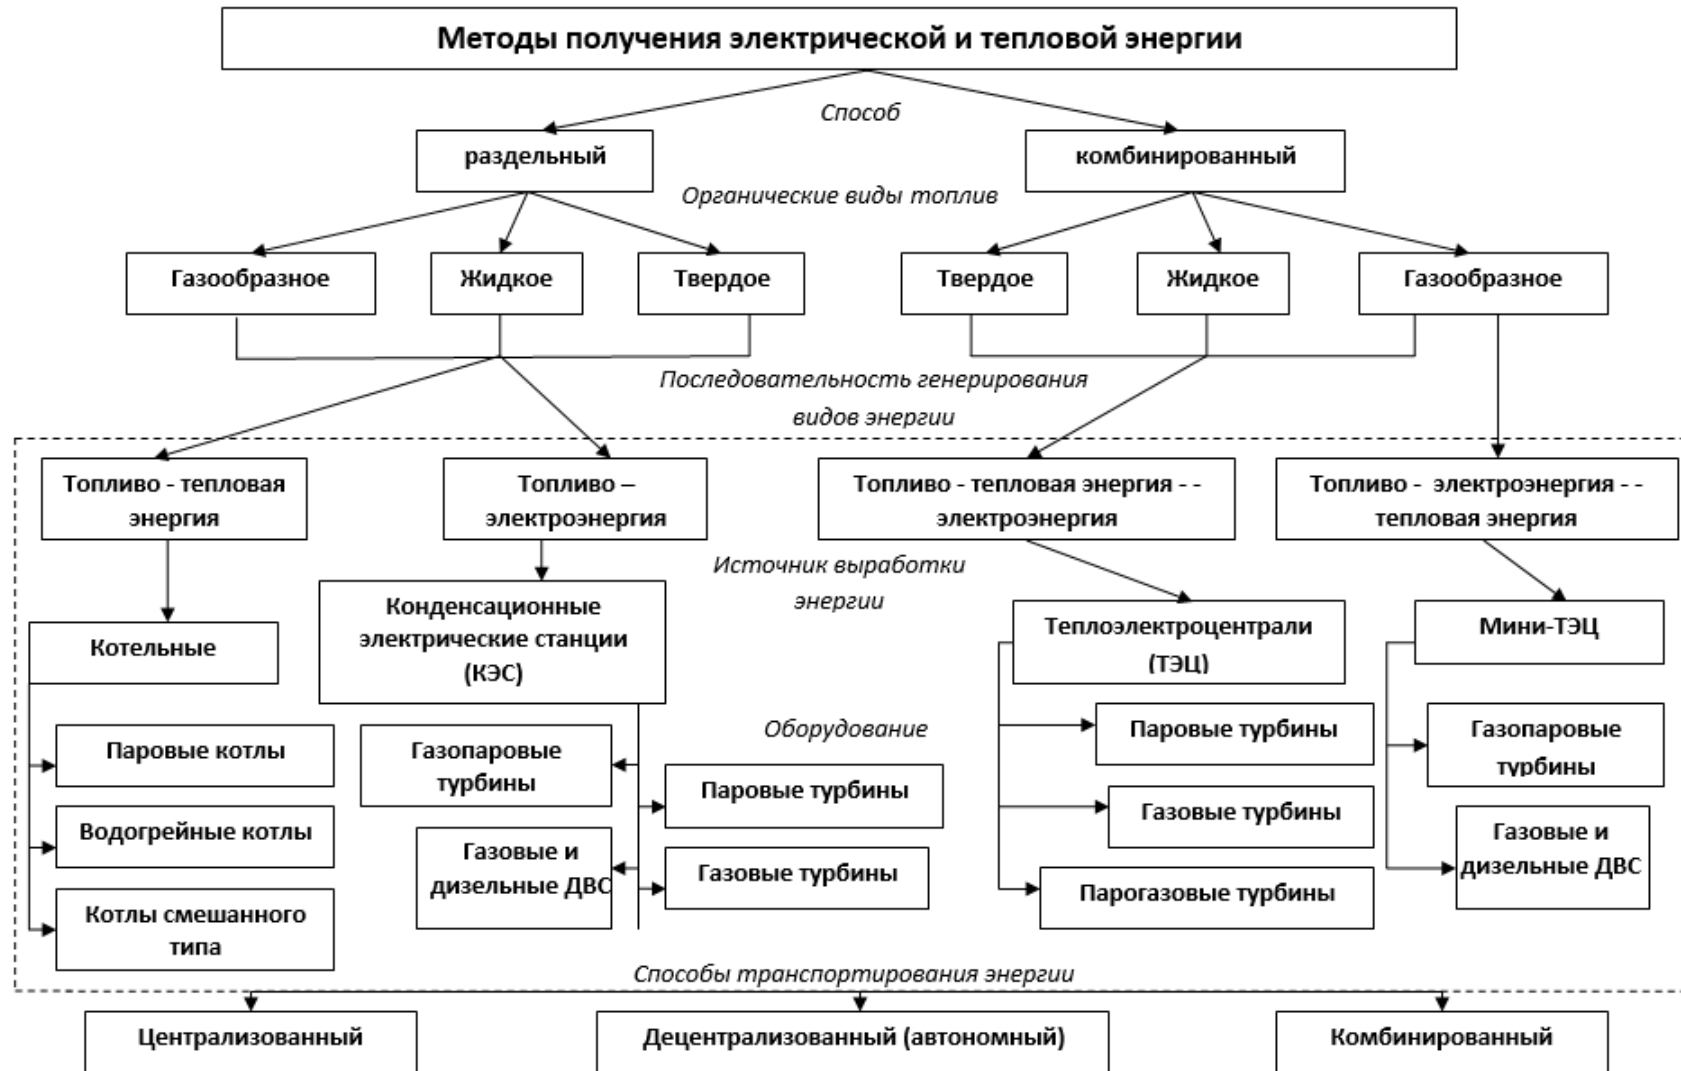 Методы получения электрической и тепловой энергии
Способ
раздельный
комбинированный
Органические виды топлив
Газообразное
Жидкое
Твердое
Твердое
Жидкое
Газообразное
Последовательность генерирования
видов энергии
Топливо - тепловая
энергия
Топливо –
электроэнергия
Топливо - тепловая энергия - -
электроэнергия
Топливо - электроэнергия - -
тепловая энергия
Источник выработки
энергии
Котельные
Конденсационные
электрические станции
(КЭС)
Теплоэлектроцентрали
(ТЭЦ)
Мини-ТЭЦ
Оборудование
Паровые котлы
Водогрейные котлы
Котлы смешанного
типа
Газопаровые
турбины
Газовые и
дизельные ДВС
Паровые турбины
Газовые турбины
Паровые турбины
Газовые турбины
Парогазовые турбины
Газопаровые
турбины
Газовые и
дизельные ДВС
Способы транспортирования энергии
Централизованный
Децентрализованный (автономный)
Комбинированный